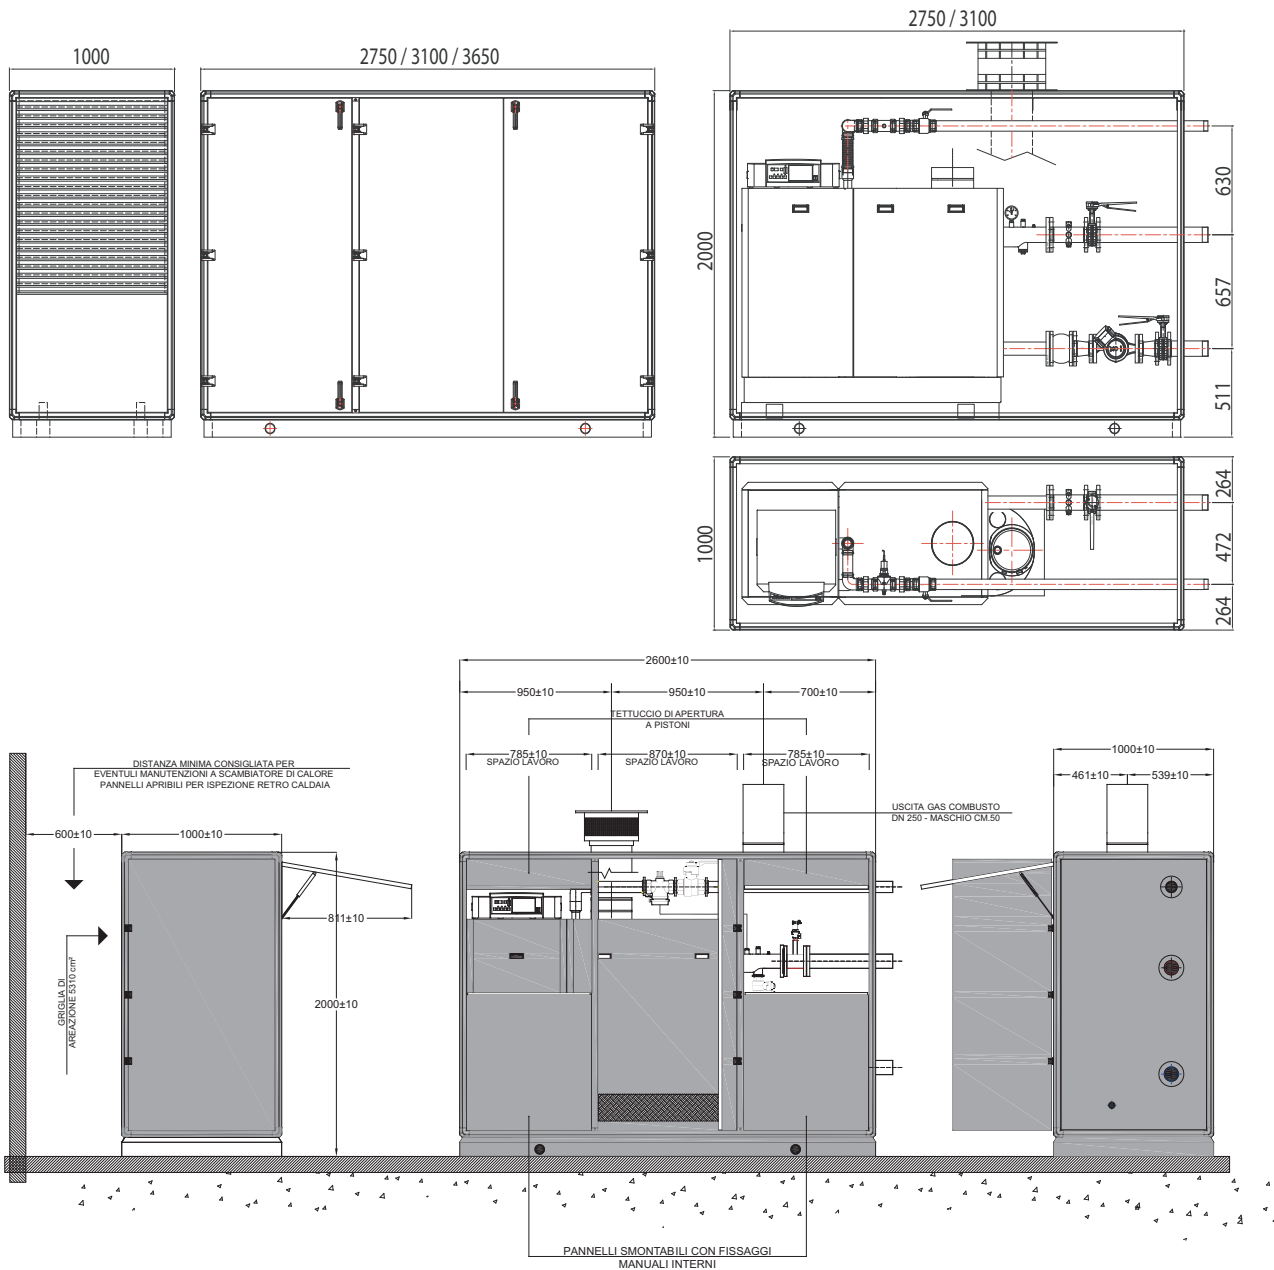 1000
2750 / 3100 / 3650
2750 / 3100
2000
630
657
511
1000
264
472
264
2600±10
950±10
950±10
700±10
TETTUCCIO DI APERTURA
A PISTONI
785±10
SPAZIO LAVORO
870±10
SPAZIO LAVORO
785±10
SPAZIO LAVORO
DISTANZA MINIMA CONSIGLIATA PER
EVENTULI MANUTENZIONI A SCAMBIATORE DI CALORE
PANNELLI APRIBILI PER ISPEZIONE RETRO CALDAIA
600±10
1000±10
811±10
2000±10
GRIGLIA DI
AREAZIONE 5310 cm²
USCITA GAS COMBUSTO
DN 250 - MASCHIO CM.50
1000±10
461±10
539±10
PANNELLI SMONTABILI CON FISSAGGI
MANUALI INTERNI